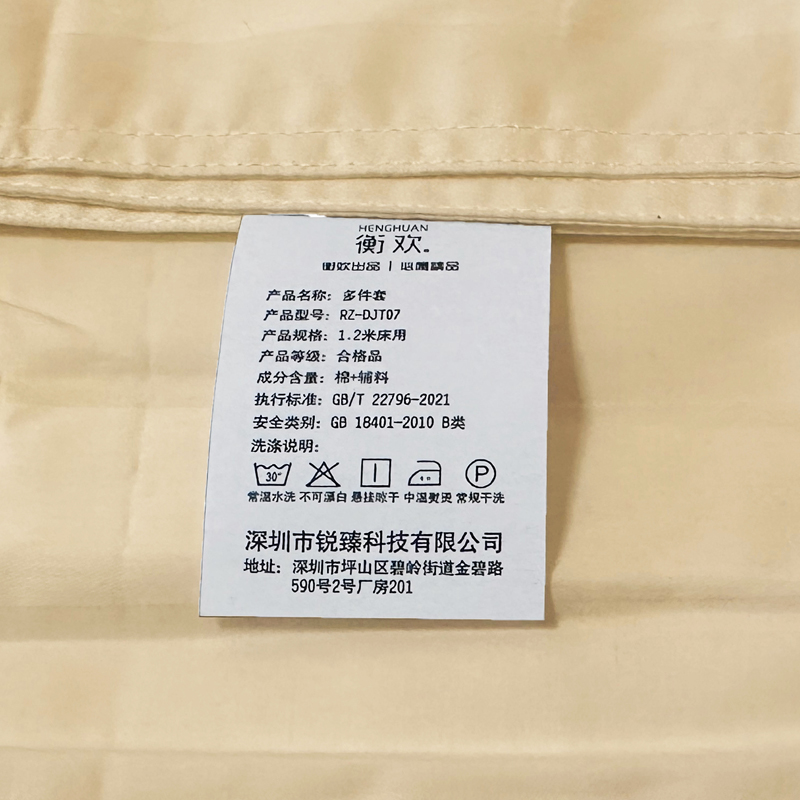 HENGHUAN
衡欢
衡欢出品 | 必属精品
产品名称：多件套
产品型号：RZ-DJT07
产品规格：1.2米床用
产品等级：合格品
成分含量：棉+辅料
执行标准：GB/T 22796-2021
安全类别：GB 18401-2010 B类
洗涤说明：
30° P
常温水洗 不可漂白 悬挂晾干 中温熨烫 常规干洗
深圳市锐臻科技有限公司
地址：深圳市坪山区碧岭街道金碧路
590号2号厂房201